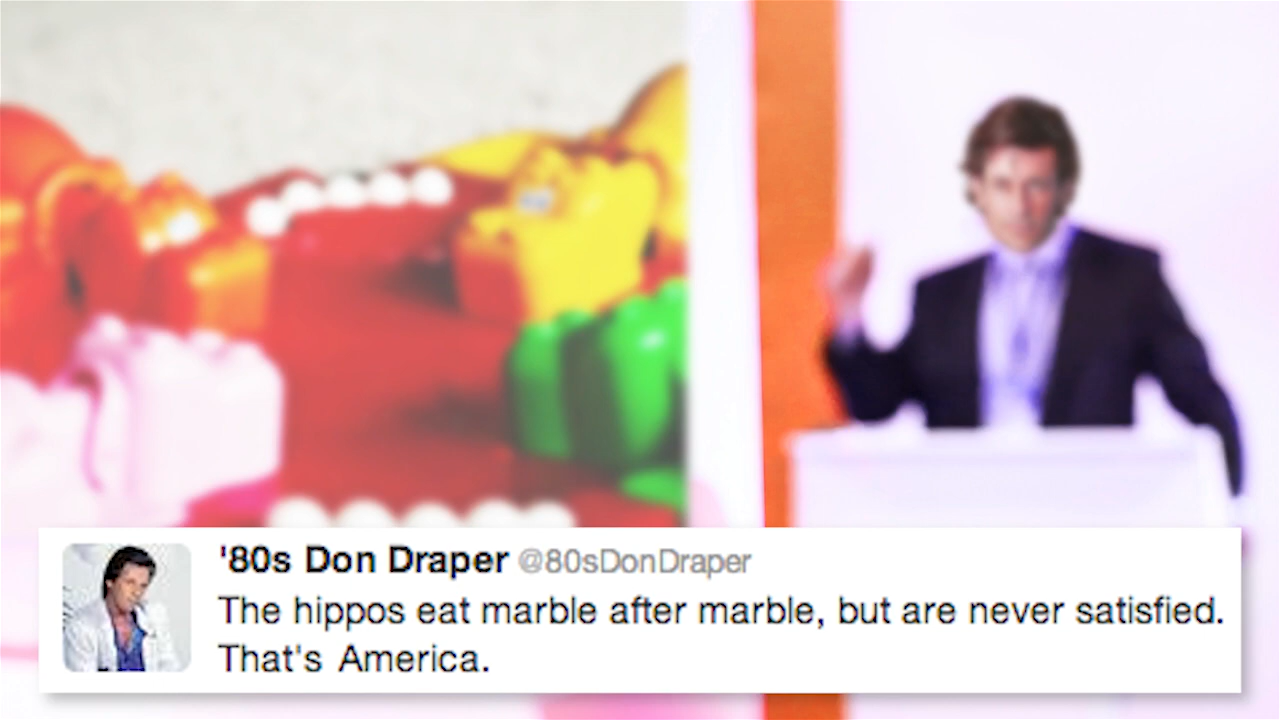 '80s Don Draper @80sDonDraper
The hippos eat marble after marble, but are never satisfied.
That's America.